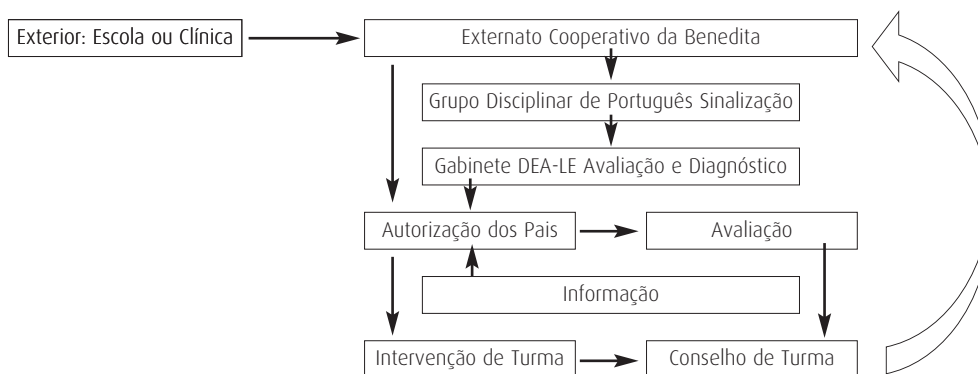 Exterior: Escola ou Clínica
Externato Cooperativo da Benedita
Grupo Disciplinar de Português Sinalização
Gabinete DEA-LE Avaliação e Diagnóstico
Autorização dos Pais
Avaliação
Informação
Intervenção de Turma
Conselho de Turma